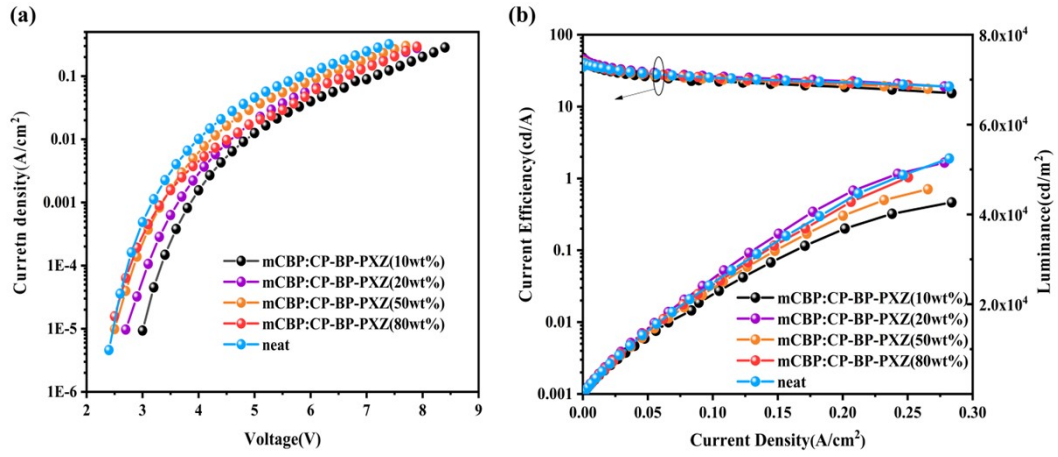 (a)
Curretn density(A/cm²)
0.1
0.01
0.001
1E-4
1E-5
1E-6
mCBP:CP-BP-PXZ(10wt%)
mCBP:CP-BP-PXZ(20wt%)
mCBP:CP-BP-PXZ(50wt%)
mCBP:CP-BP-PXZ(80wt%)
neat
2 3 4 5 6 7 8 9
Voltage(V)
(b)
Current Efficiency(cd/A)
100
10
1
0.1
0.01
0.001
mCBP:CP-BP-PXZ(10wt%)
mCBP:CP-BP-PXZ(20wt%)
mCBP:CP-BP-PXZ(50wt%)
mCBP:CP-BP-PXZ(80wt%)
neat
0.00 0.05 0.10 0.15 0.20 0.25 0.30
Current Density(A/cm²)
8.0x10⁴
6.0x10⁴
4.0x10⁴
2.0x10⁴
Luminance(cd/m²)